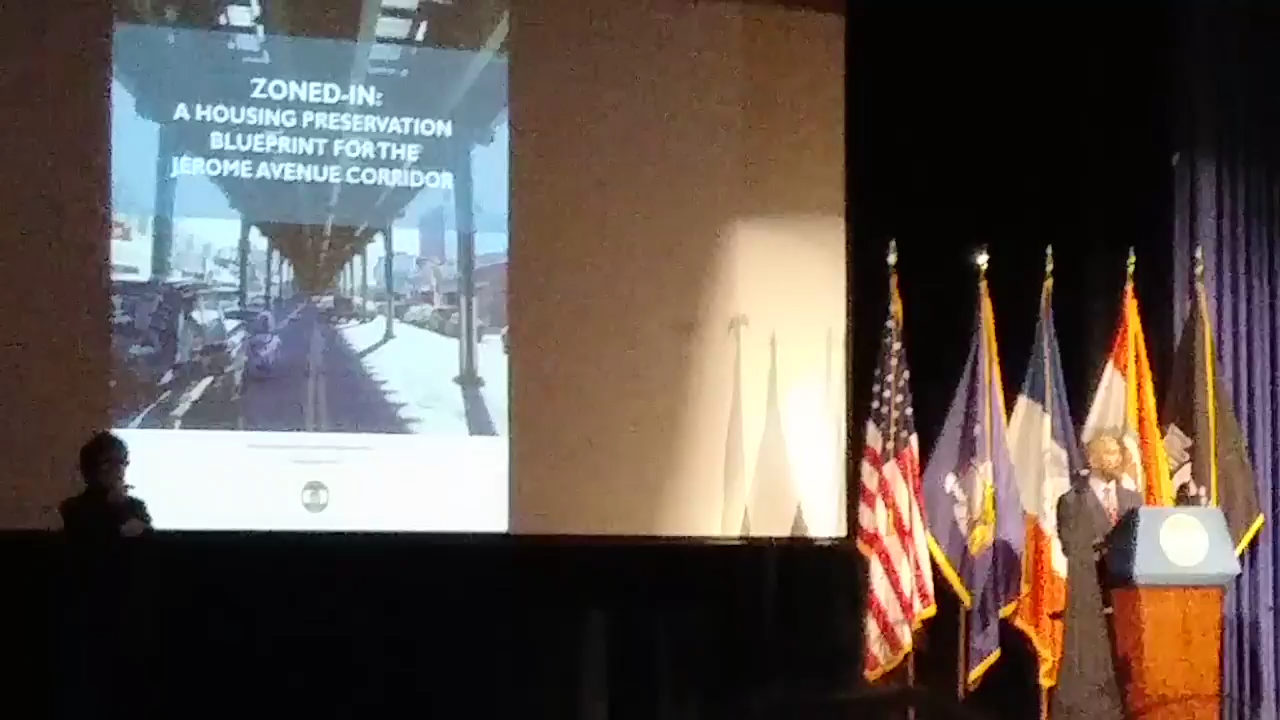 ZONED-IN:
A HOUSING PRESERVATION
BLUEPRINT FOR THE
JEROME AVENUE CORRIDOR